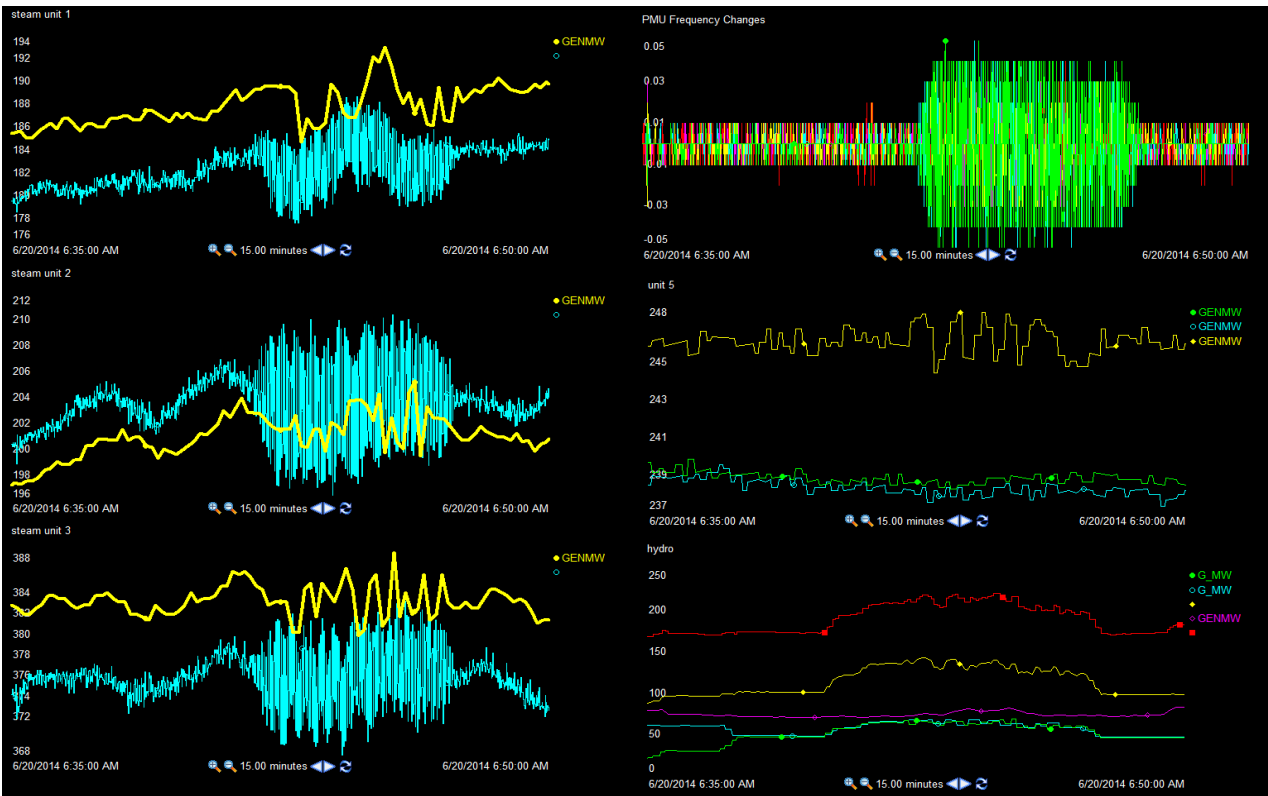 steam unit 1
194
192
190
188
186
184
182
180
178
176
GENMW
6/20/2014 6:35:00 AM
15.00 minutes
6/20/2014 6:50:00 AM
steam unit 2
212
210
208
206
204
202
200
198
196
GENMW
6/20/2014 6:35:00 AM
15.00 minutes
6/20/2014 6:50:00 AM
steam unit 3
388
384
382
380
378
376
374
372
368
GENMW
6/20/2014 6:35:00 AM
15.00 minutes
6/20/2014 6:50:00 AM
PMU Frequency Changes
0.05
0.03
0.01
-0.03
-0.05
6/20/2014 6:35:00 AM
15.00 minutes
6/20/2014 6:50:00 AM
unit 5
248
245
243
241
239
237
GENMW
GENMW
GENMW
6/20/2014 6:35:00 AM
15.00 minutes
6/20/2014 6:50:00 AM
hydro
250
200
150
100
50
0
G_MW
G_MW
GENMW
6/20/2014 6:35:00 AM
15.00 minutes
6/20/2014 6:50:00 AM